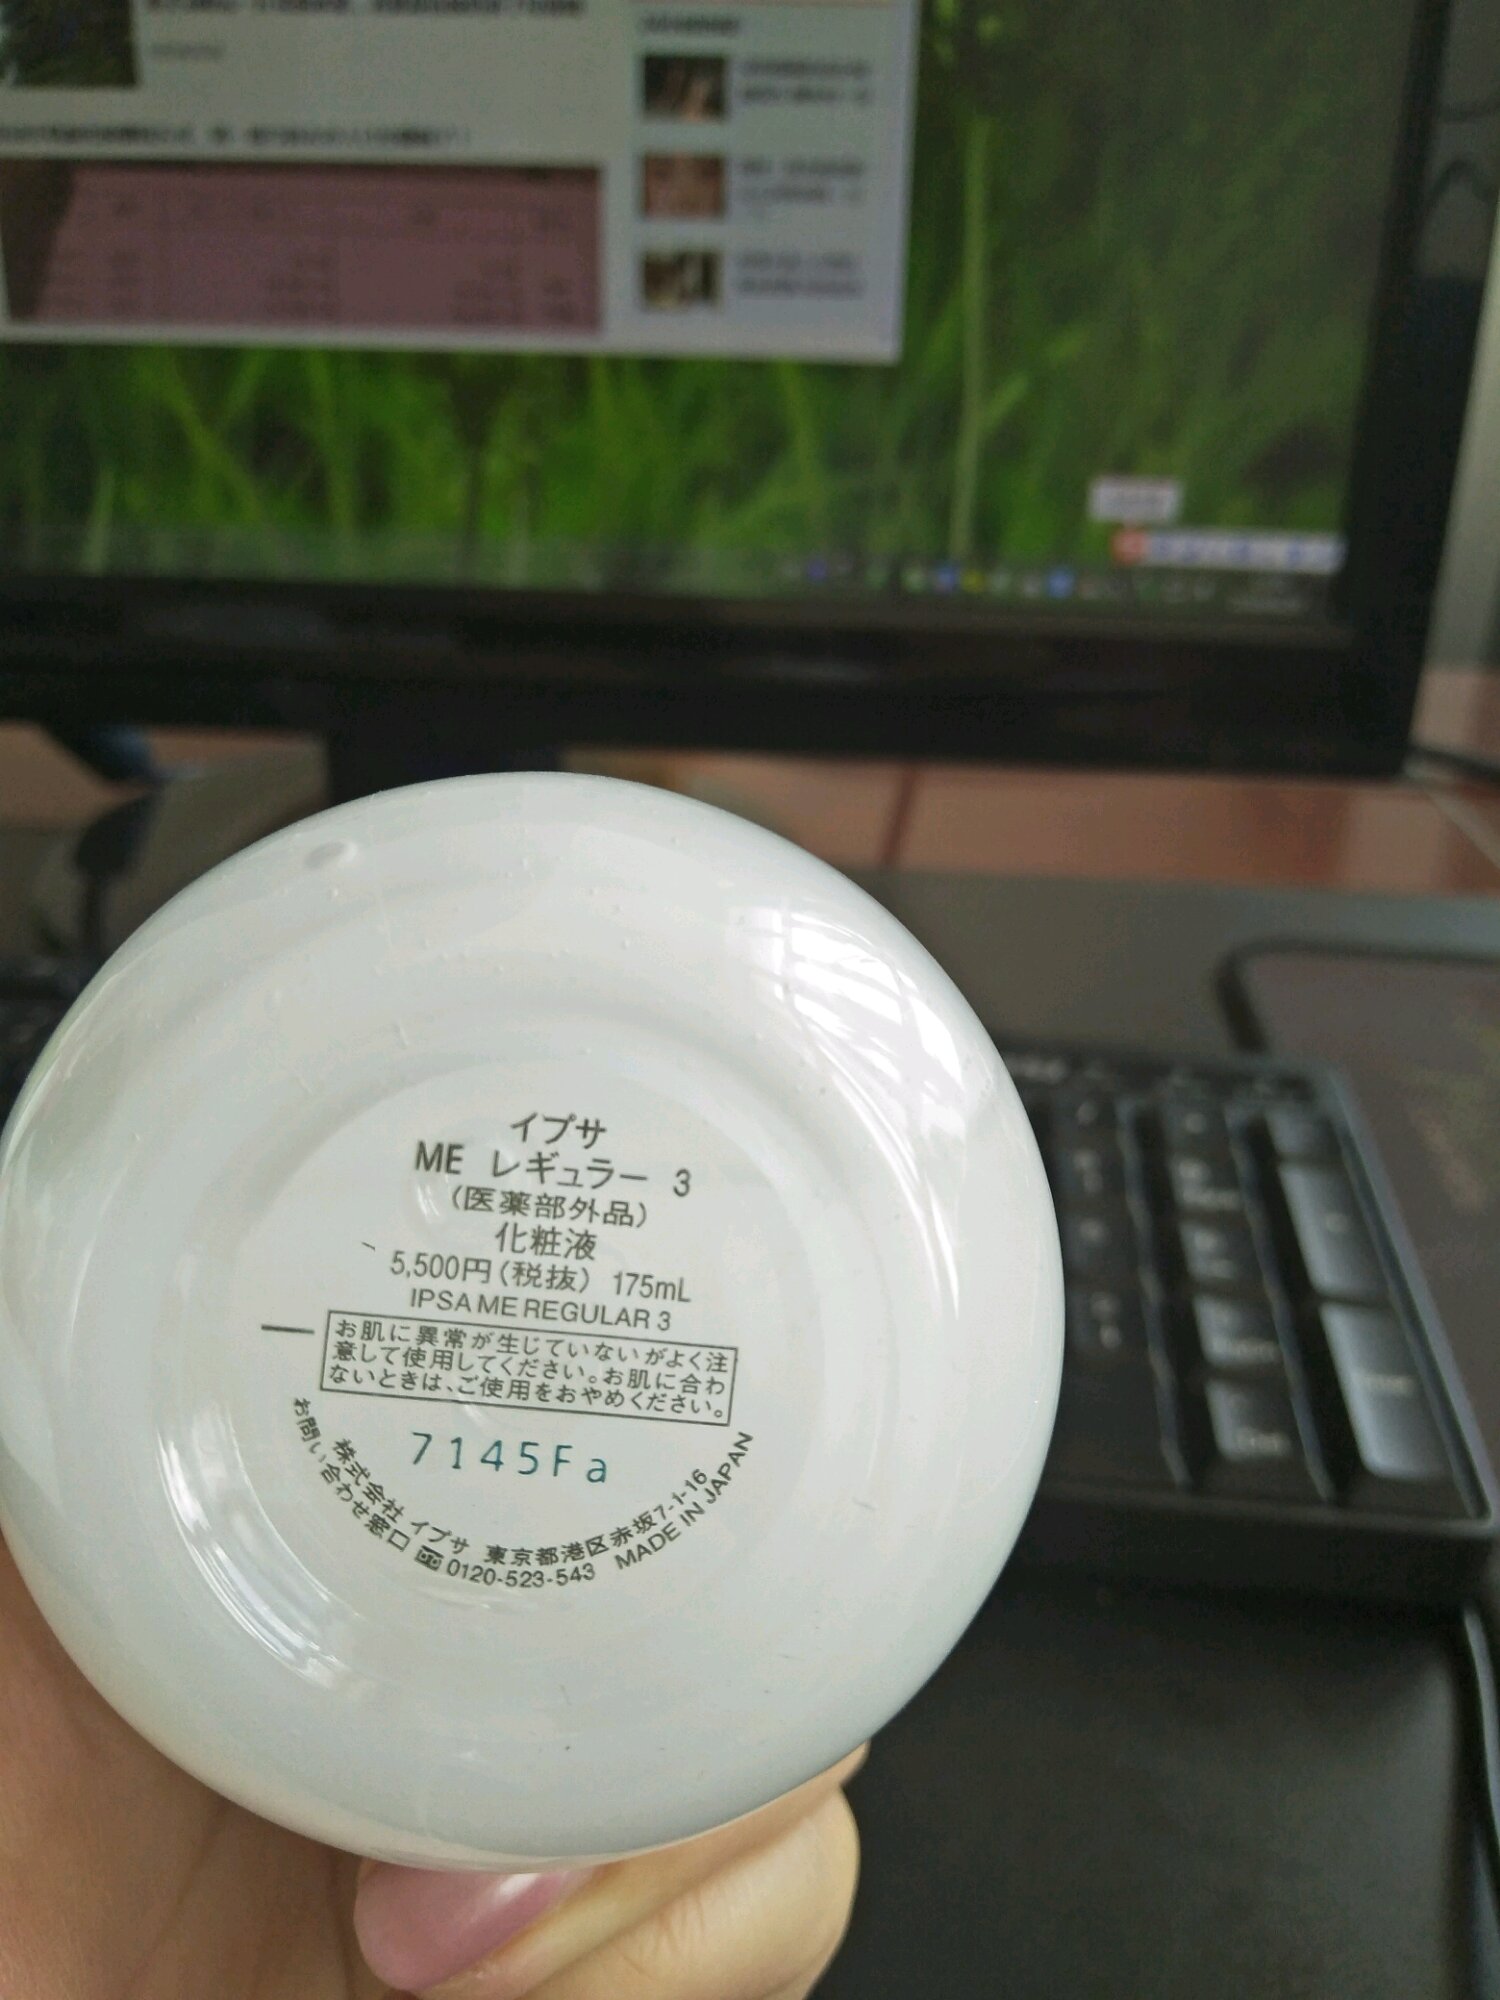 イプサ
ME レギュラー 3
（医薬部外品）
化粧液
5,500円（税抜） 175mL
IPSA ME REGULAR 3
お肌に異常が生じていないかよく注
意して使用してください。お肌に合わ
ないときは、ご使用をおやめください。
7145Fa
株式会社 イプサ 東京都港区赤坂7-1-16
お問い合わせ窓口 0120-523-543 MADE IN JAPAN